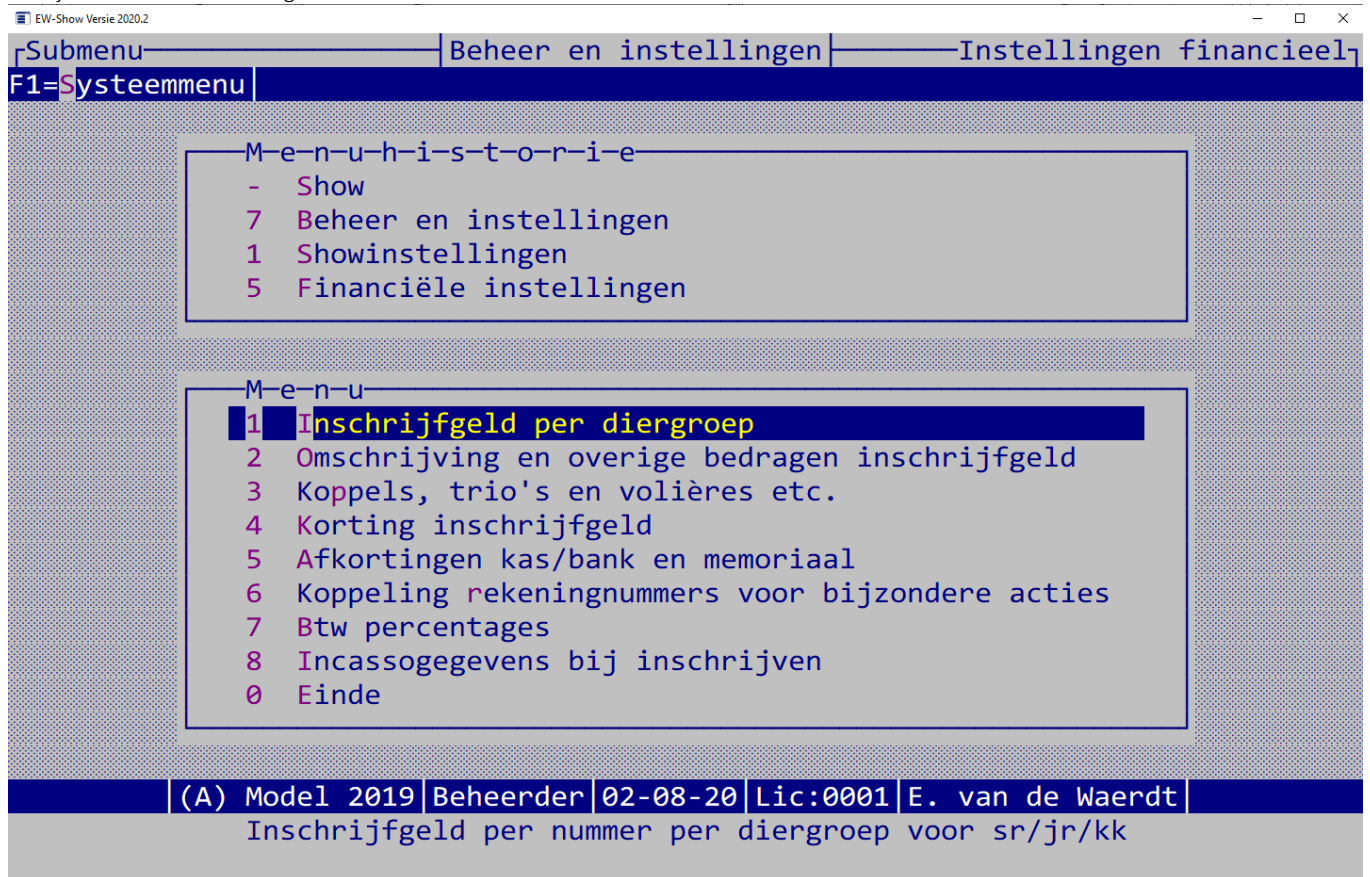 EW-Show Versie 2020.2
Submenu Beheer en instellingen Instellingen financieel
F1=Systeemmenu
M-e-n-u-h-i-s-t-o-r-i-e
- Show
7 Beheer en instellingen
1 Showinstellingen
5 Financiële instellingen
M-e-n-u
1 Inschrijfgeld per diergroep
2 Omschrijving en overige bedragen inschrijfgeld
3 Koppels, trio's en volières etc.
4 Korting inschrijfgeld
5 Afkortingen kas/bank en memoriaal
6 Koppeling rekeningnummers voor bijzondere acties
7 Btw percentages
8 Incassogegevens bij inschrijven
0 Einde
(A) Model 2019|Beheerder|02-08-20|Lic:0001|E. van de Waerdt|
Inschrijfgeld per nummer per diergroep voor sr/jr/kk